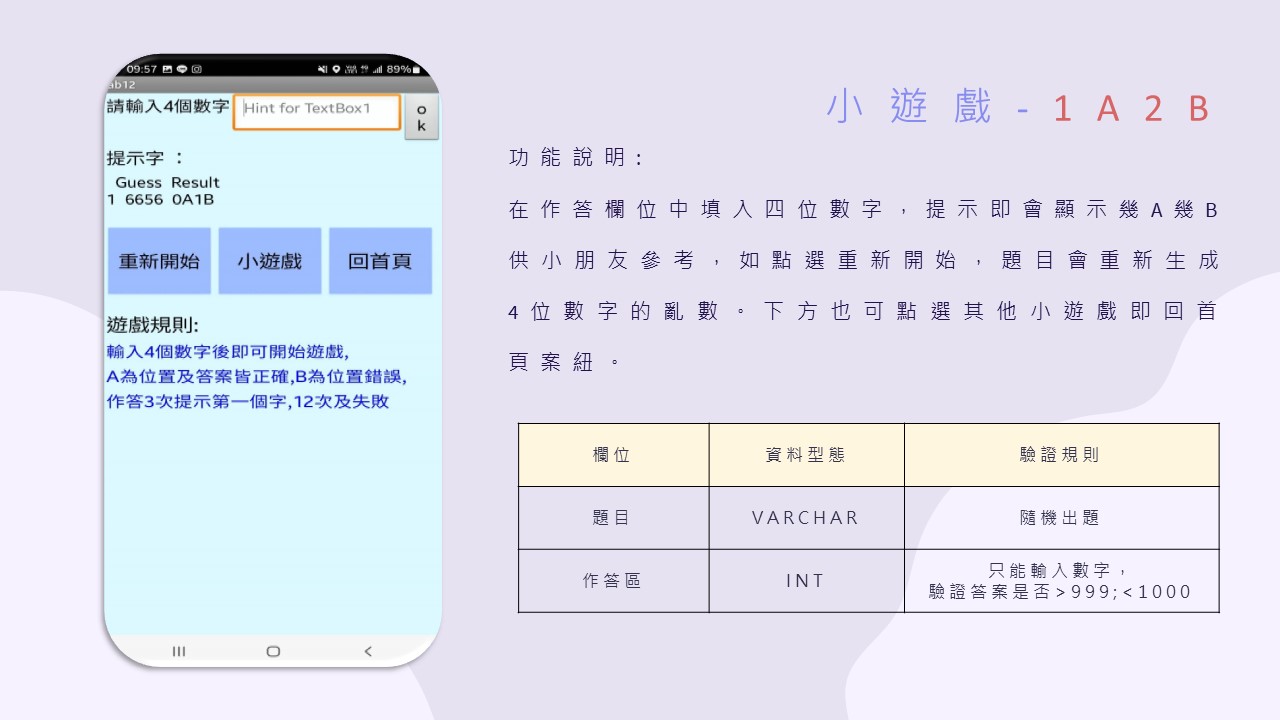 09:57
89%
ab12
請輸入4個數字 Hint for TextBox1 ok
提示字 ：
Guess Result
1 6656 0A1B
重新開始 小遊戲 回首頁
遊戲規則:
輸入4個數字後即可開始遊戲,
A為位置及答案皆正確,B為位置錯誤,
作答3次提示第一個字,12次及失敗
小遊戲-1A2B
功能說明:
在作答欄位中填入四位數字，提示即會顯示幾A幾B
供小朋友參考，如點選重新開始，題目會重新生成
4位數字的亂數。下方也可點選其他小遊戲即回首
頁案紐。
欄位 資料型態 驗證規則
題目 VARCHAR 隨機出題
作答區 INT 只能輸入數字，
驗證答案是否>999;<1000